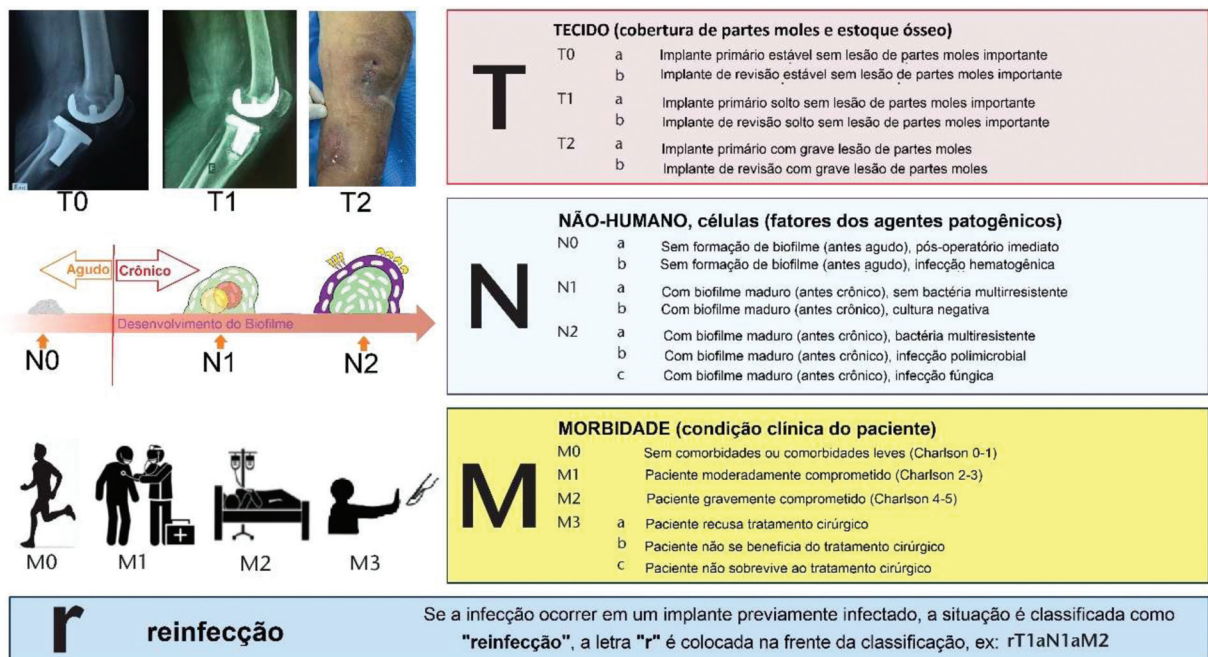 T0
T1
T2
Agudo
Crônico
Desenvolvimento do Biofilme
N0
N1
N2
M0
M1
M2
M3
T
TECIDO (cobertura de partes moles e estoque ósseo)
T0 a Implante primário estável sem lesão de partes moles importante
b Implante de revisão estável sem lesão de partes moles importante
T1 a Implante primário solto sem lesão de partes moles importante
b Implante de revisão solto sem lesão de partes moles importante
T2 a Implante primário com grave lesão de partes moles
b Implante de revisão com grave lesão de partes moles
N
NÃO-HUMANO, células (fatores dos agentes patogênicos)
N0 a Sem formação de biofilme (antes agudo), pós-operatório imediato
b Sem formação de biofilme (antes agudo), infecção hematogênica
N1 a Com biofilme maduro (antes crônico), sem bactéria multirresistente
b Com biofilme maduro (antes crônico), cultura negativa
N2 a Com biofilme maduro (antes crônico), bactéria multiresistente
b Com biofilme maduro (antes crônico), infecção polimicrobial
c Com biofilme maduro (antes crônico), infecção fúngica
M
MORBIDADE (condição clínica do paciente)
M0 Sem comorbidades ou comorbidades leves (Charlson 0-1)
M1 Paciente moderadamente comprometido (Charlson 2-3)
M2 Paciente gravemente comprometido (Charlson 4-5)
M3 a Paciente recusa tratamento cirúrgico
b Paciente não se beneficia do tratamento cirúrgico
c Paciente não sobrevive ao tratamento cirúrgico
r reinfecção
Se a infecção ocorrer em um implante previamente infectado, a situação é classificada como
"reinfecção", a letra "r" é colocada na frente da classificação, ex: rT1aN1aM2